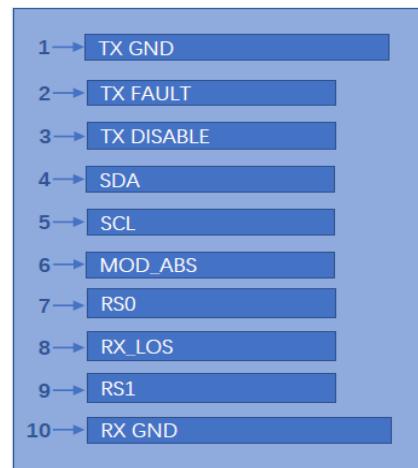 1 TX GND
2 TX FAULT
3 TX DISABLE
4 SDA
5 SCL
6 MOD_ABS
7 RS0
8 RX_LOS
9 RS1
10 RX GND